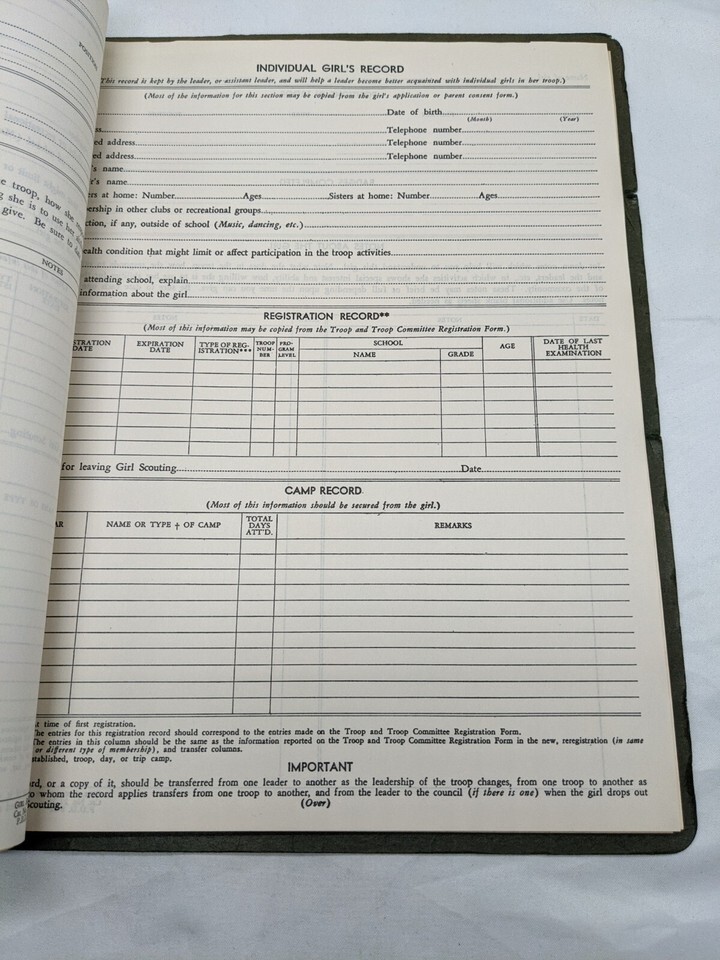 INDIVIDUAL GIRL'S RECORD
This record is kept by the leader, or assistant leader, and will help a leader become better acquainted with individual girls in her troop.)
(Most of the information for this section may be copied from the girl's application or parent consent form.)
Date of birth
(Month) (Year)
Telephone number
ed address Telephone number
ed address Telephone number
's name
's name
ers at home: Number Ages Sisters at home: Number Ages
bership in other clubs or recreational groups
ction, if any, outside of school (Music, dancing, etc.)
ealth condition that might limit or affect participation in the troop activities
attending school, explain
information about the girl
REGISTRATION RECORD**
(Most of this information may be copied from the Troop and Troop Committee Registration Form.)
STRATION DATE
EXPIRATION DATE
TYPE OF REG- ISTRATION***
TROOP NUM- BER
PRO- GRAM LEVEL
SCHOOL
NAME
GRADE
AGE
DATE OF LAST HEALTH EXAMINATION
for leaving Girl Scouting Date
CAMP RECORD
(Most of this information should be secured from the girl.)
AR
NAME OR TYPE † OF CAMP
TOTAL DAYS ATT'D.
REMARKS
t time of first registration.
he entries for this registration record should correspond to the entries made on the Troop and Troop Committee Registration Form.
he entries in this column should be the same as the information reported on the Troop and Troop Committee Registration Form in the new, reregistration (in same
or different type of membership), and transfer columns.
stablished, troop, day, or trip camp.
IMPORTANT
rd, or a copy of it, should be transferred from one leader to another as the leadership of the troop changes, from one troop to another as
o whom the record applies transfers from one troop to another, and from the leader to the council (if there is one) when the girl drops out
Scouting. (Over)
e troop, how she
she is to use her
give. Be sure to
NOTES